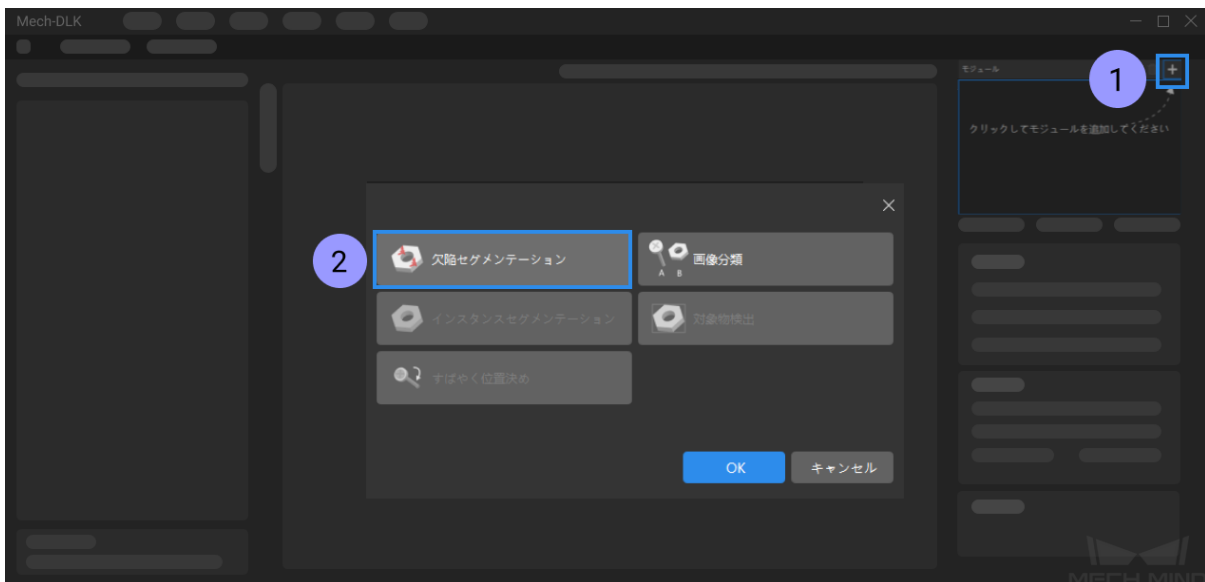 Mech-DLK
モジュール
1
クリックしてモジュールを追加してください
2
欠陥セグメンテーション
A B
画像分類
インスタンスセグメンテーション
対象物検出
すばやく位置決め
OK
キャンセル
MECH MIND